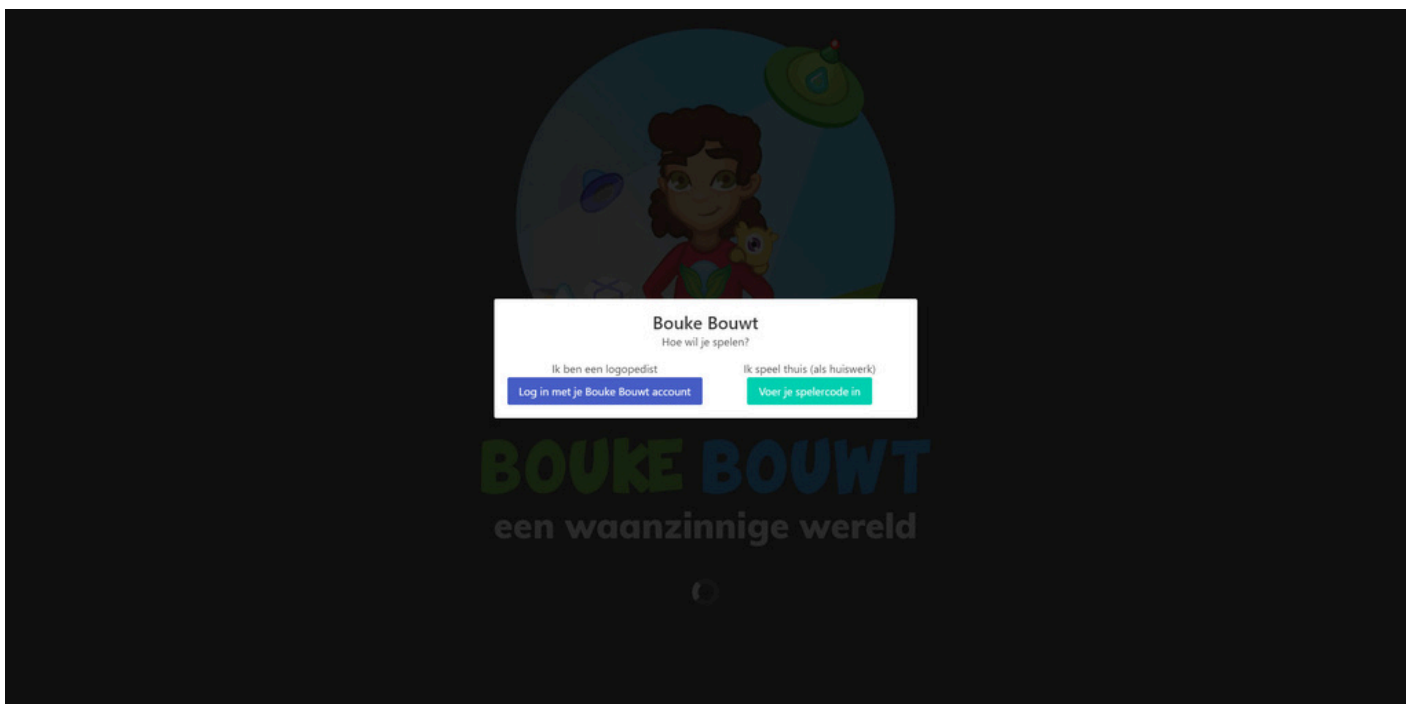 Bouke Bouwt
Hoe wil je spelen?
Ik ben een logopedist
Log in met je Bouke Bouwt account
Ik speel thuis (als huiswerk)
Voer je spelercode in
BOUKE BOUWT
een waanzinnige wereld